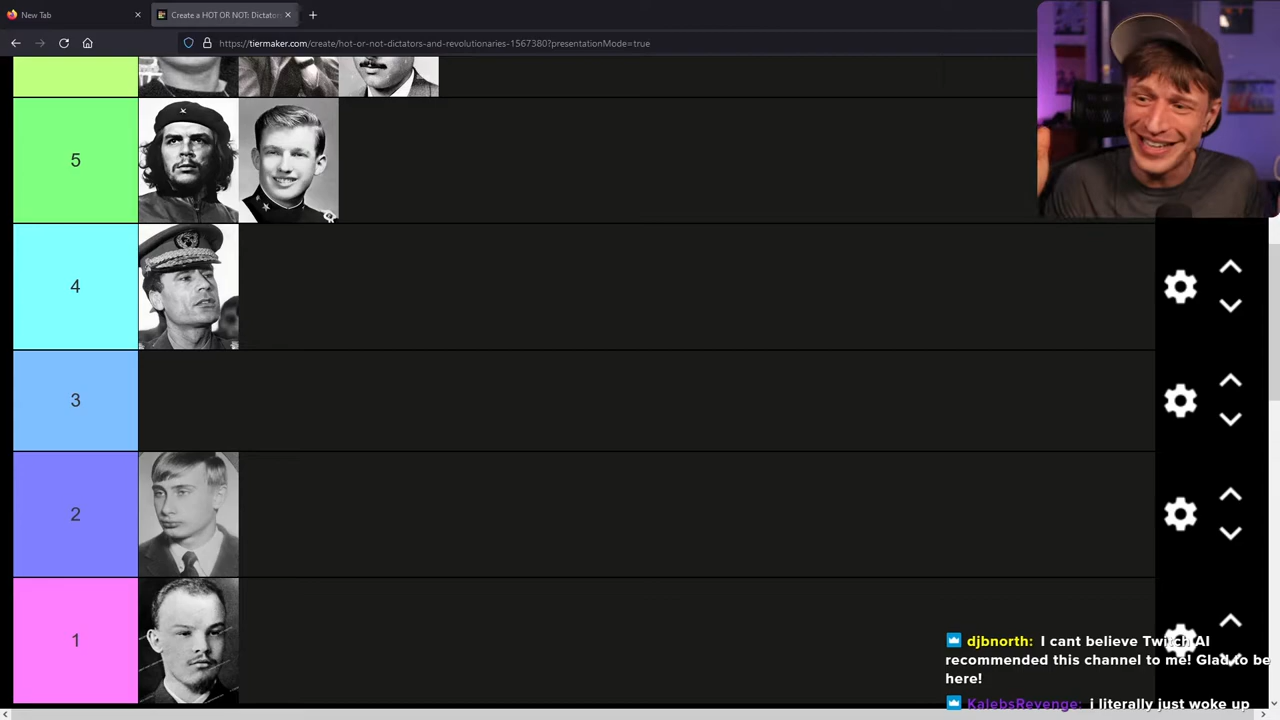 New Tab
Create a HOT OR NOT: Dictator
https://tiermaker.com/create/hot-or-not-dictators-and-revolutionaries-1567380?presentationMode=true
5
4
3
2
1
djbnorth: I cant believe Twitch AI
recommended this channel to me! Glad to be
here!
KalebsRevenge: i literally just woke up